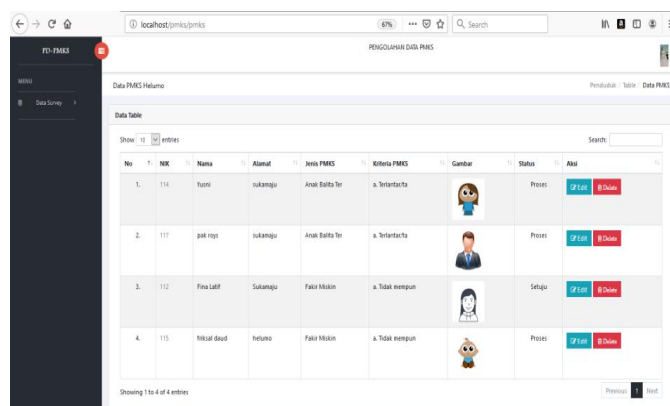 localhost/pmks/pmks
67%
Search
PD-PMKS
PENGOLAHAN DATA PMKS
MENU
Data Survey
Data PMKS Helumo
Penduduk / Table / Data PMKS
Data Table
Show 10 entries
Search:
No NIK Nama Alamat Jenis PMKS Kriteria PMKS Gambar Status Aksi
1. 114 Yusni sukamaju Anak Balita Ter a. Terlantar/ta Proses Edit Delete
2. 117 pak roys sukamaju Anak Balita Ter a. Terlantar/ta Proses Edit Delete
3. 112 Fina Latif Sukamaju Fakir Miskin a. Tidak mempun Setuju Edit Delete
4. 115 friksal daud helumo Fakir Miskin a. Tidak mempun Proses Edit Delete
Showing 1 to 4 of 4 entries
Previous 1 Next